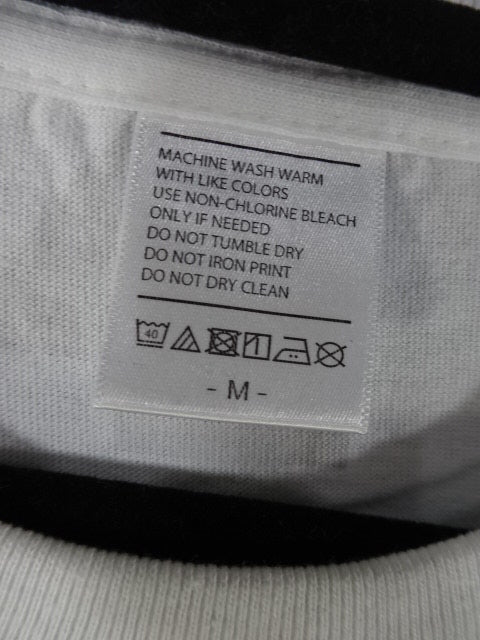 MACHINE WASH WARM
WITH LIKE COLORS
USE NON-CHLORINE BLEACH
ONLY IF NEEDED
DO NOT TUMBLE DRY
DO NOT IRON PRINT
DO NOT DRY CLEAN
40
- M -